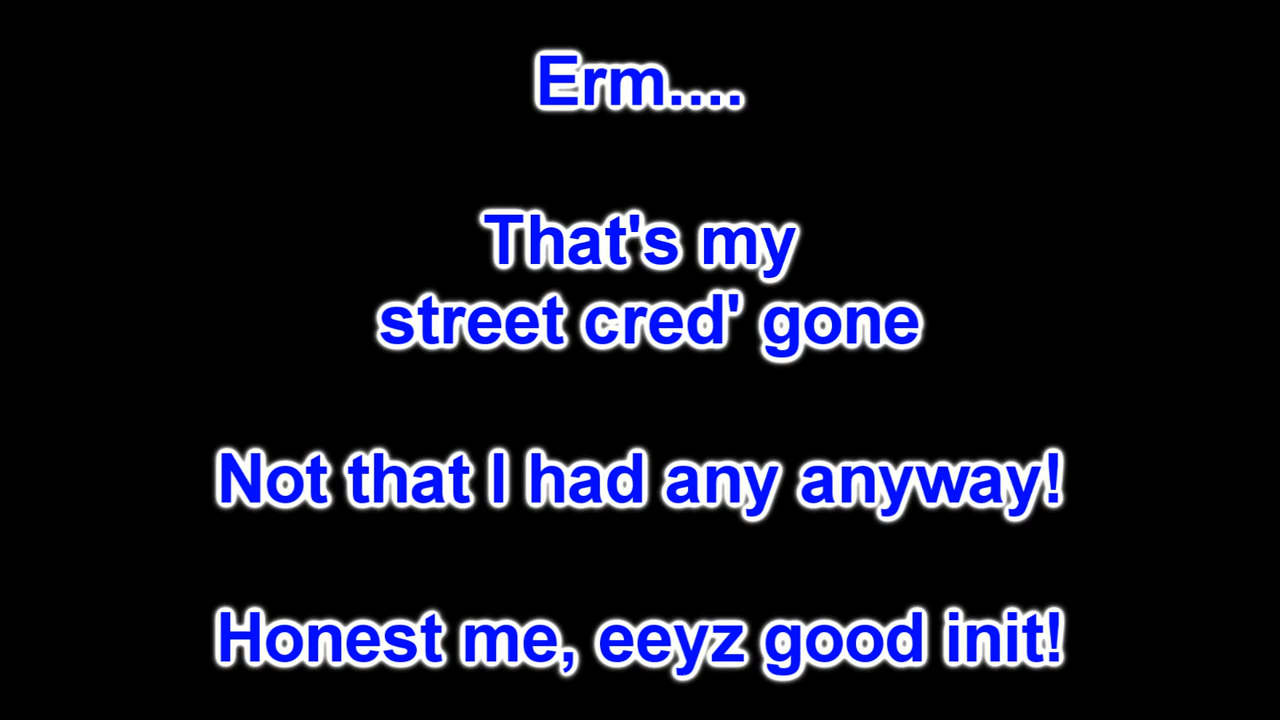 Erm....
That's my
street cred' gone
Not that I had any anyway!
Honest me, eeyz good init!